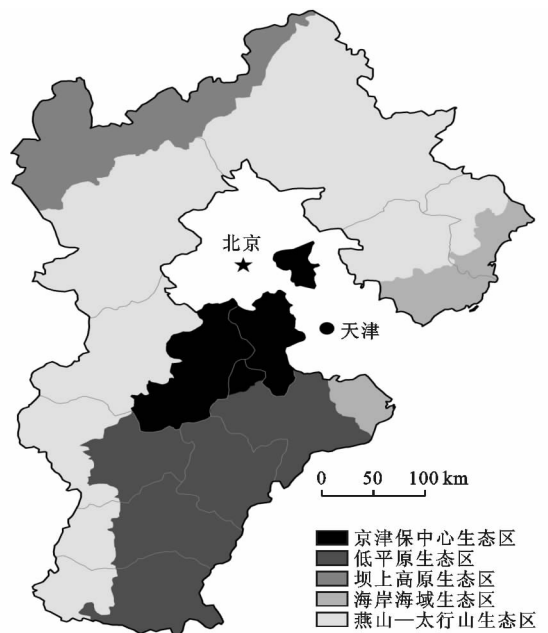 北京
天津
0 50 100 km
京津保中心生态区
低平原生态区
坝上高原生态区
海岸海域生态区
燕山—太行山生态区